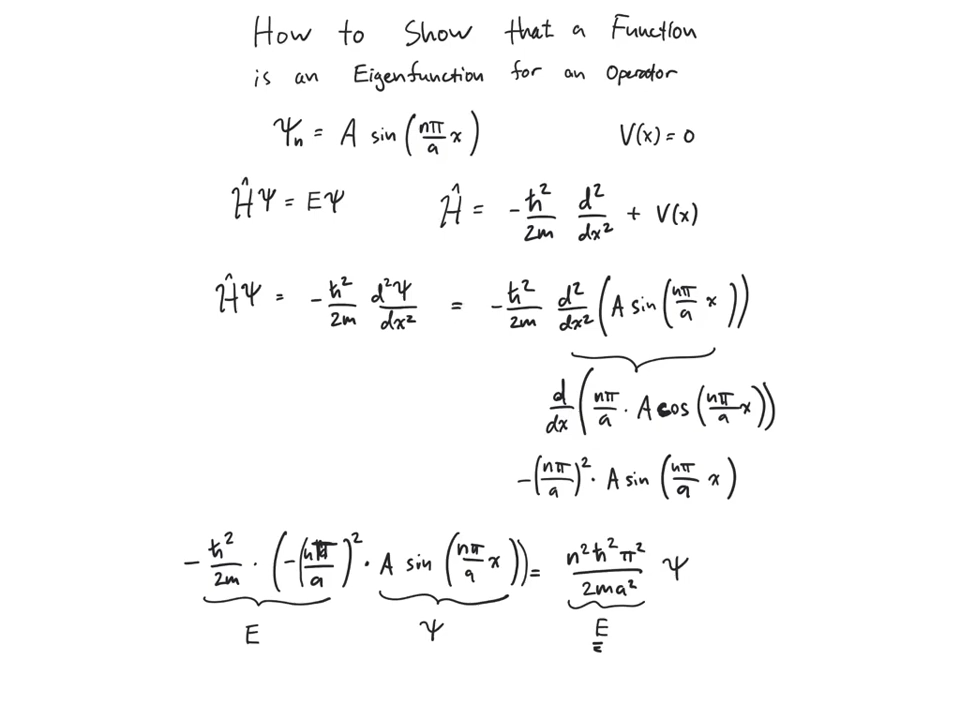 How to Show that a Function
is an Eigenfunction for an Operator
Ψn = A sin(nπ/a x) V(x) = 0
ĤΨ = EΨ Ĥ = -ħ²/2m d²/dx² + V(x)
ĤΨ = -ħ²/2m d²Ψ/dx² = -ħ²/2m d²/dx² (A sin(nπ/a x))
d/dx (nπ/a · A cos(nπ/a x))
-(nπ/a)² · A sin(nπ/a x)
-ħ²/2m · (-(nπ/a)² · A sin(nπ/a x)) = n²ħ²π²/2ma² Ψ
E Ψ E